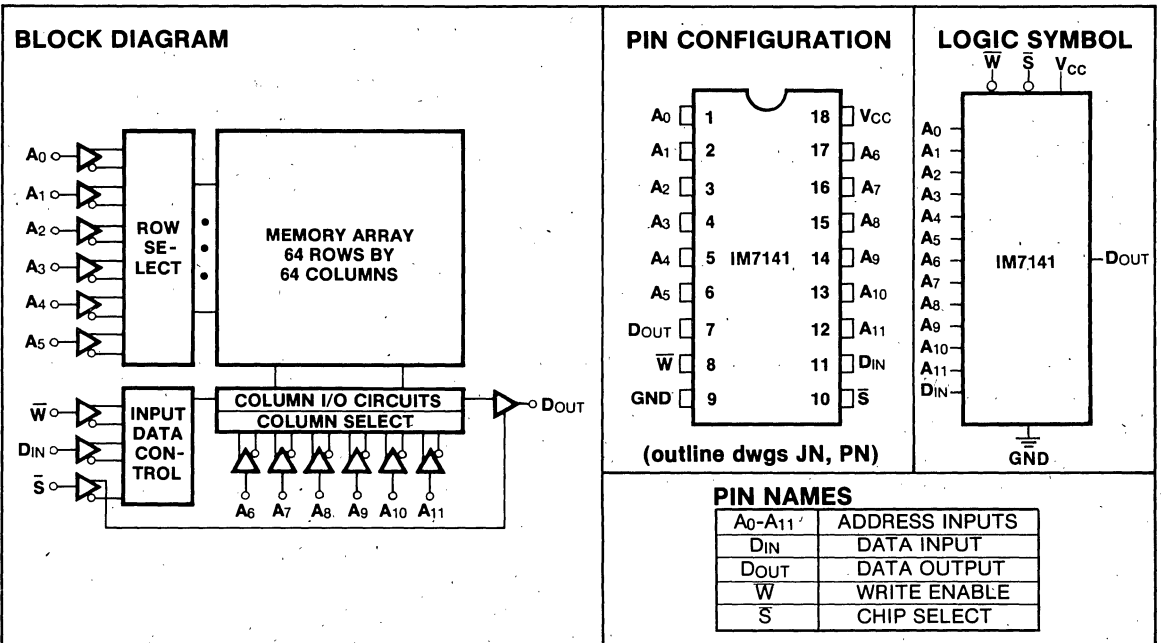 BLOCK DIAGRAM
A0
A1
A2
A3
A4
A5
ROW
SE-
LECT
MEMORY ARRAY
64 ROWS BY
64 COLUMNS
W̅
DIN
S̅
INPUT
DATA
CON-
TROL
COLUMN I/O CIRCUITS
COLUMN SELECT
DOUT
A6 A7 A8 A9 A10 A11
PIN CONFIGURATION
A0 1 18 VCC
A1 2 17 A6
A2 3 16 A7
A3 4 15 A8
A4 5 IM7141 14 A9
A5 6 13 A10
DOUT 7 12 A11
W̅ 8 11 DIN
GND 9 10 S̅
(outline dwgs JN, PN)
LOGIC SYMBOL
W̅ S̅ VCC
A0
A1
A2
A3
A4
A5
A6
A7
A8
A9
A10
A11
DIN
IM7141
DOUT
GND
PIN NAMES
A0-A11 ADDRESS INPUTS
DIN DATA INPUT
DOUT DATA OUTPUT
W̅ WRITE ENABLE
S̅ CHIP SELECT